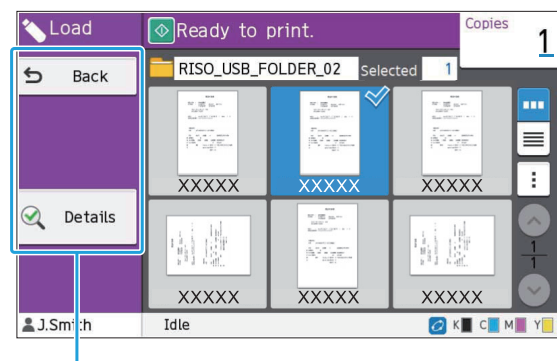 Load
Ready to print.
Copies
1
Back
RISO_USB_FOLDER_02
Selected
1
XXXXX
XXXXX
XXXXX
Details
1
1
XXXXX
XXXXX
XXXXX
J.Smith
Idle
K C M Y